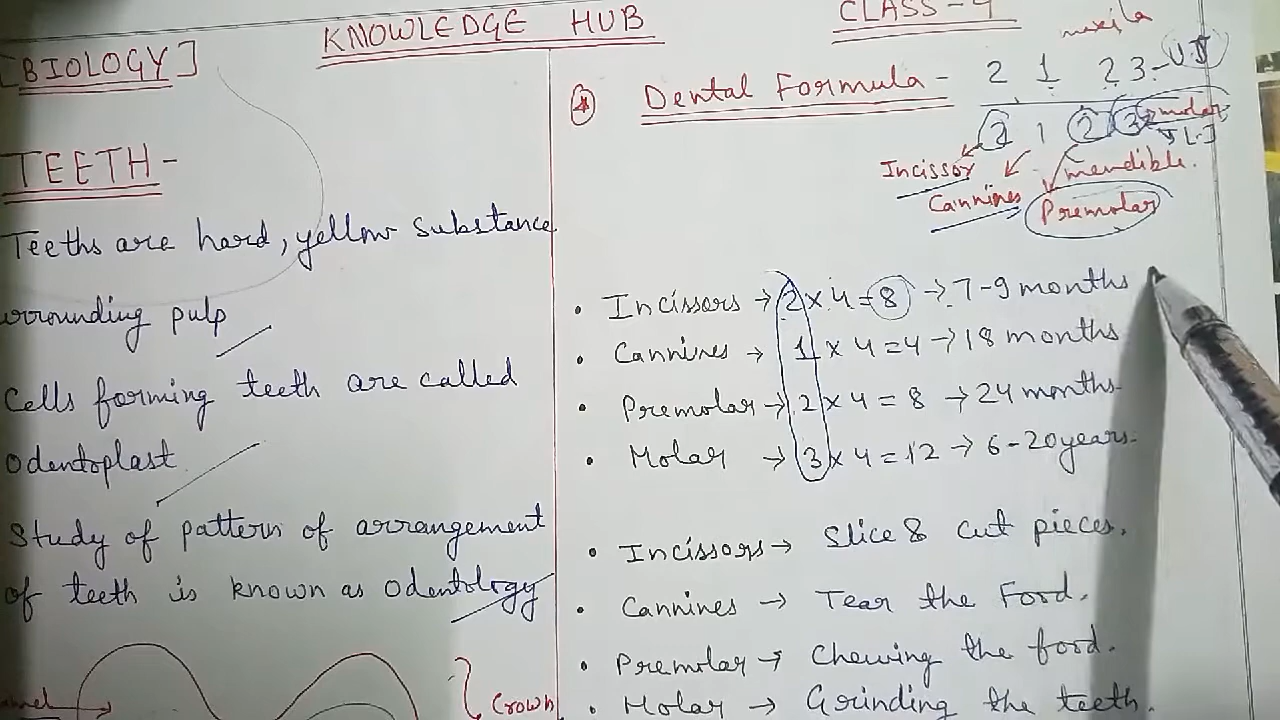 KNOWLEDGE HUB
CLASS-9
[BIOLOGY]
TEETH-
Teeths are hard, yellow substance
urrounding pulp
Cells forming teeth are called
Odentoplast
Study of pattern of arrangement
of teeth is known as Odentology
Crown
Dental Formula -
maxila
2 1 2 3 - U.J
2 1 2 3 L.J
molar
Incissor
Cannines
mendible.
Premolar
• Incissors → 2 x 4 = 8 → 7-9 months
• Cannines → 1 x 4 = 4 → 18 months
• Premolar → 2 x 4 = 8 → 24 months-
• Molar → 3 x 4 = 12 → 6-20 years-
• Incissors → Slice & cut pieces.
• Cannines → Tear the Food.
• Premolar → Chewing the food.
• Molar → Grinding the teeth.